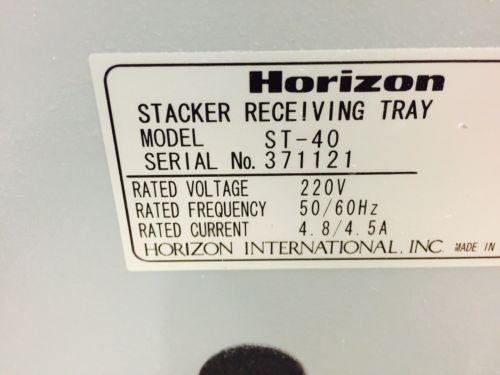 Horizon
STACKER RECEIVING TRAY
MODEL ST-40
SERIAL No. 371121
RATED VOLTAGE 220V
RATED FREQUENCY 50/60Hz
RATED CURRENT 4.8/4.5A
HORIZON INTERNATIONAL, INC. MADE IN